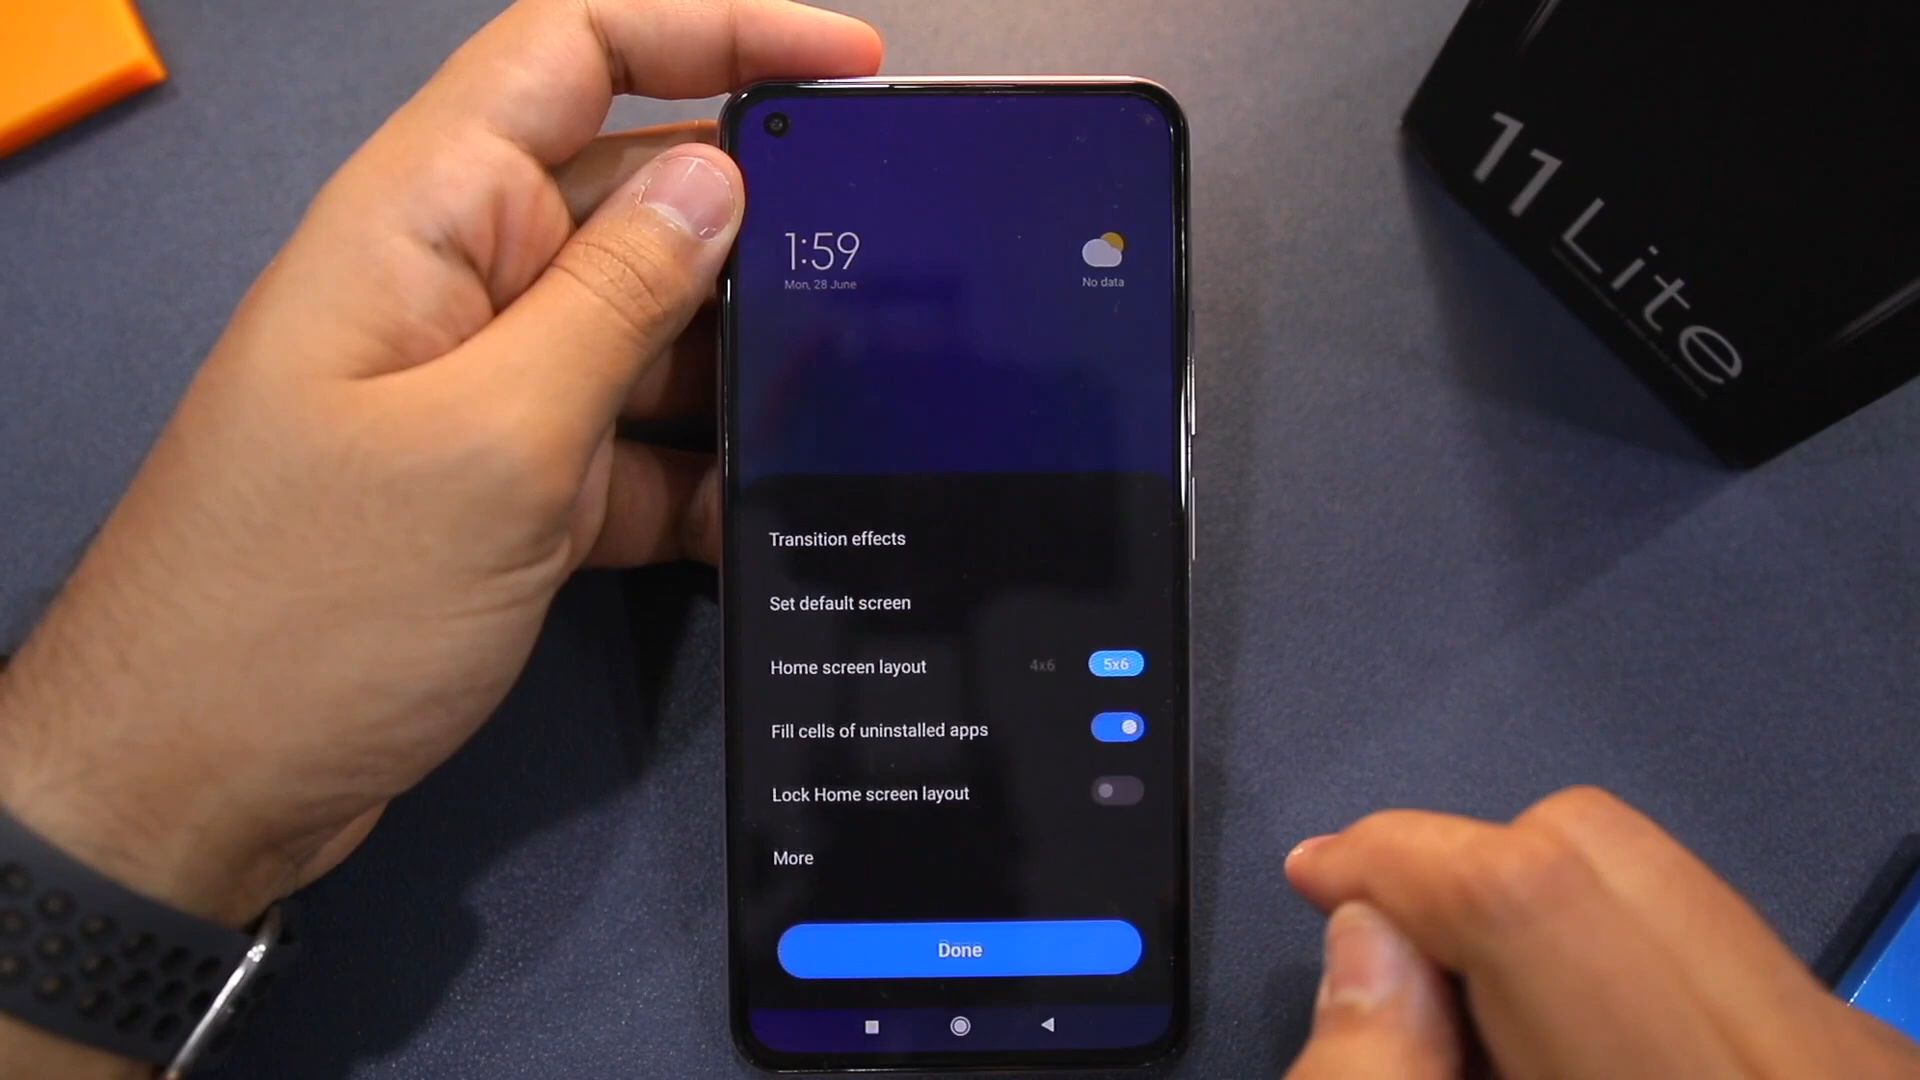 1:59
Mon, 28 June
No data
Transition effects
Set default screen
Home screen layout 4x6 5x6
Fill cells of uninstalled apps
Lock Home screen layout
More
Done
11 Lite